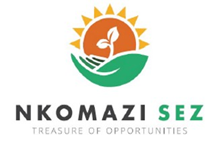 NKOMAZI SEZ
TREASURE OF OPPORTUNITIES